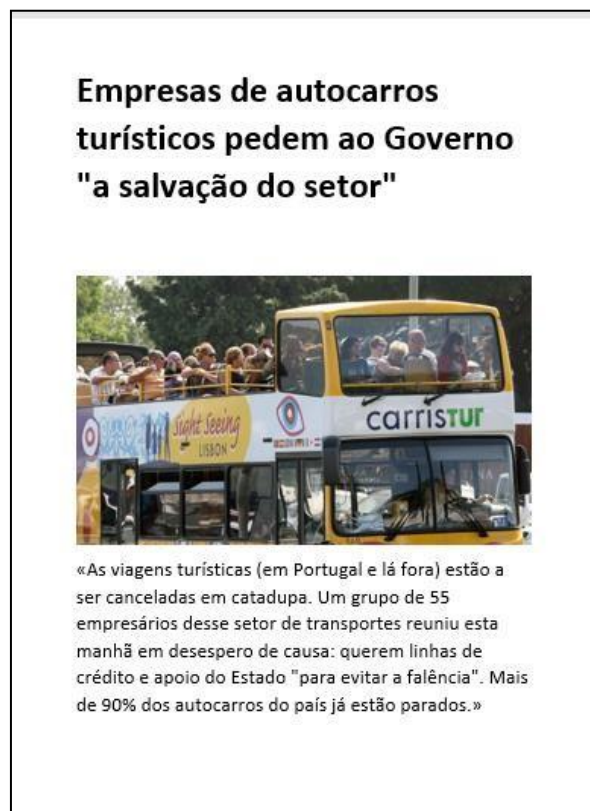 Empresas de autocarros
turísticos pedem ao Governo
"a salvação do setor"
Sight Seeing
LISBON
carrisTUR
«As viagens turísticas (em Portugal e lá fora) estão a
ser canceladas em catadupa. Um grupo de 55
empresários desse setor de transportes reuniu esta
manhã em desespero de causa: querem linhas de
crédito e apoio do Estado "para evitar a falência". Mais
de 90% dos autocarros do país já estão parados.»